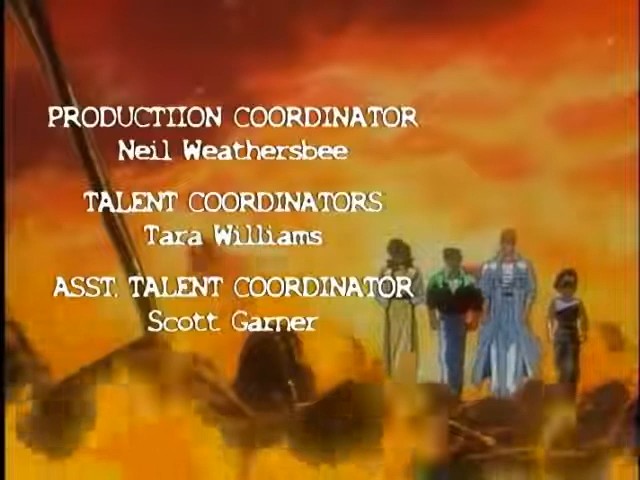 PRODUCTIION COORDINATOR
Neil Weathersbee
TALENT COORDINATORS
Tara Williams
ASST. TALENT COORDINATOR
Scott Garner